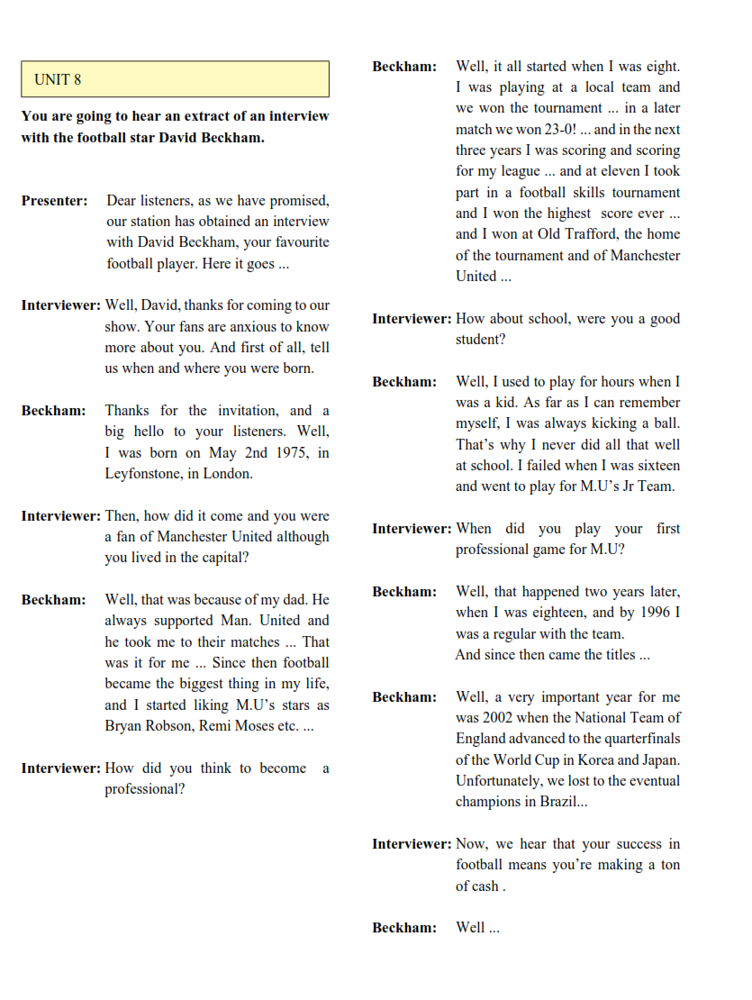 UNIT 8
You are going to hear an extract of an interview
with the football star David Beckham.
Presenter: Dear listeners, as we have promised,
our station has obtained an interview
with David Beckham, your favourite
football player. Here it goes ...
Interviewer: Well, David, thanks for coming to our
show. Your fans are anxious to know
more about you. And first of all, tell
us when and where you were born.
Beckham: Thanks for the invitation, and a
big hello to your listeners. Well,
I was born on May 2nd 1975, in
Leyfonstone, in London.
Interviewer: Then, how did it come and you were
a fan of Manchester United although
you lived in the capital?
Beckham: Well, that was because of my dad. He
always supported Man. United and
he took me to their matches ... That
was it for me ... Since then football
became the biggest thing in my life,
and I started liking M.U's stars as
Bryan Robson, Remi Moses etc. ...
Interviewer: How did you think to become a
professional?
Beckham: Well, it all started when I was eight.
I was playing at a local team and
we won the tournament ... in a later
match we won 23-0! ... and in the next
three years I was scoring and scoring
for my league ... and at eleven I took
part in a football skills tournament
and I won the highest score ever ...
and I won at Old Trafford, the home
of the tournament and of Manchester
United ...
Interviewer: How about school, were you a good
student?
Beckham: Well, I used to play for hours when I
was a kid. As far as I can remember
myself, I was always kicking a ball.
That's why I never did all that well
at school. I failed when I was sixteen
and went to play for M.U's Jr Team.
Interviewer: When did you play your first
professional game for M.U?
Beckham: Well, that happened two years later,
when I was eighteen, and by 1996 I
was a regular with the team.
And since then came the titles ...
Beckham: Well, a very important year for me
was 2002 when the National Team of
England advanced to the quarterfinals
of the World Cup in Korea and Japan.
Unfortunately, we lost to the eventual
champions in Brazil...
Interviewer: Now, we hear that your success in
football means you're making a ton
of cash .
Beckham: Well ...